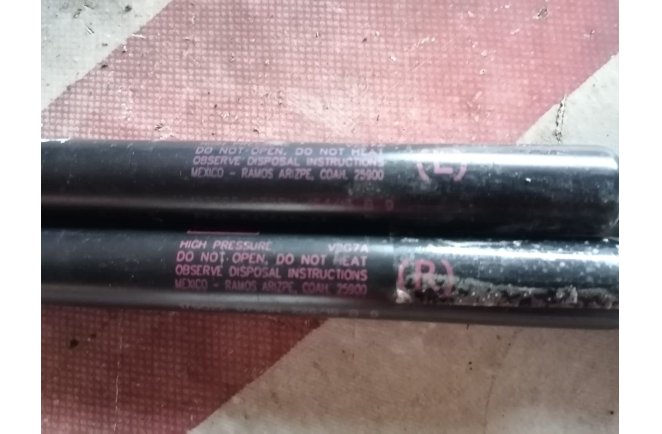 DO NOT OPEN, DO NOT HEAT
OBSERVE DISPOSAL INSTRUCTIONS
MEXICO - RAMOS ARIZPE, COAH. 25900
(L)
HIGH PRESSURE
DO NOT OPEN, DO NOT HEAT
OBSERVE DISPOSAL INSTRUCTIONS
MEXICO - RAMOS ARIZPE, COAH. 25900
(R)